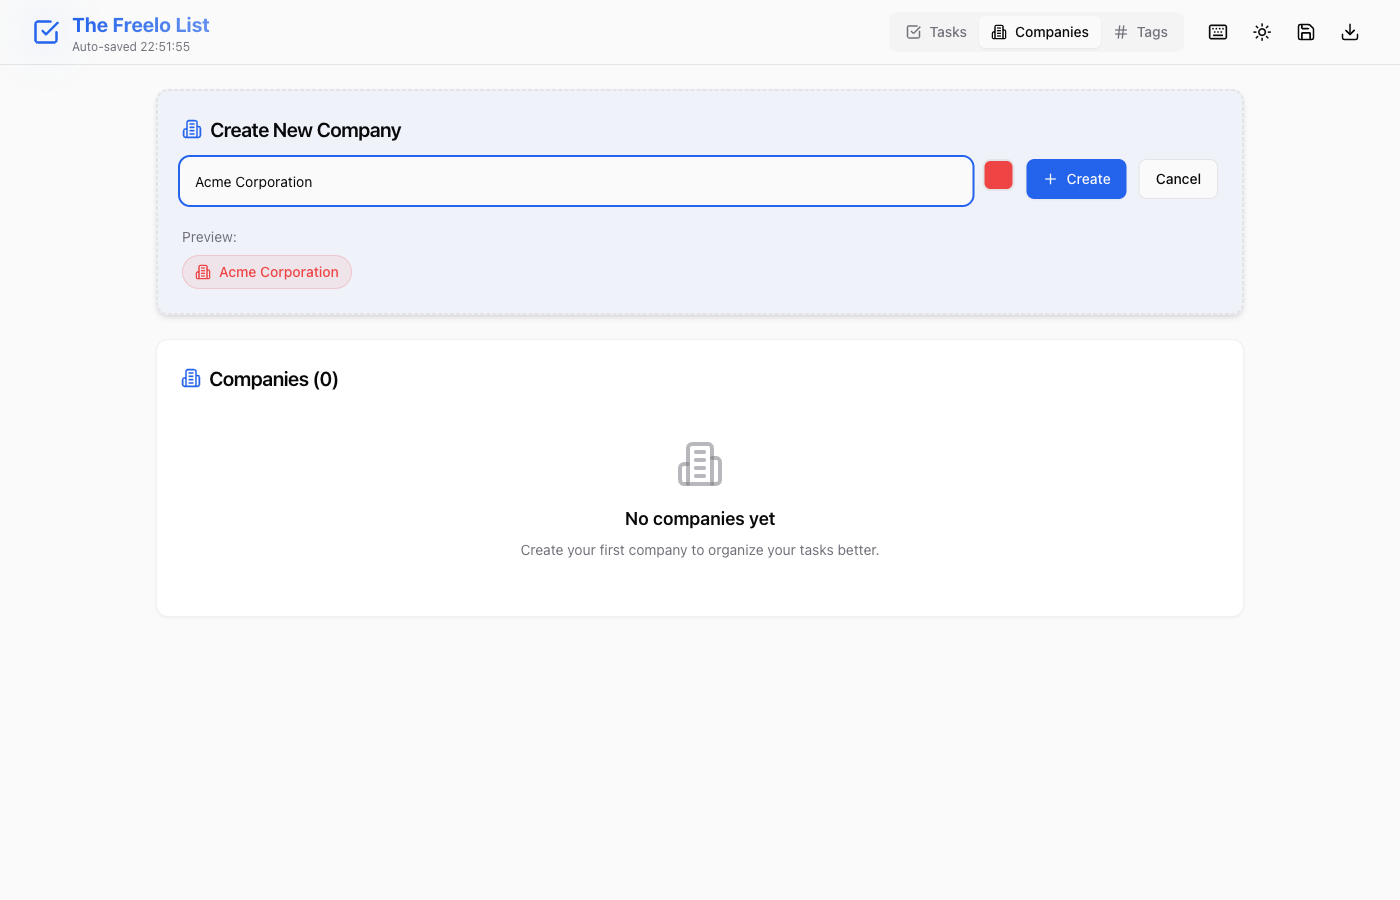 The Freelo List
Auto-saved 22:51:55
Tasks
Companies
Tags
Create New Company
Acme Corporation
Create
Cancel
Preview:
Acme Corporation
Companies (0)
No companies yet
Create your first company to organize your tasks better.